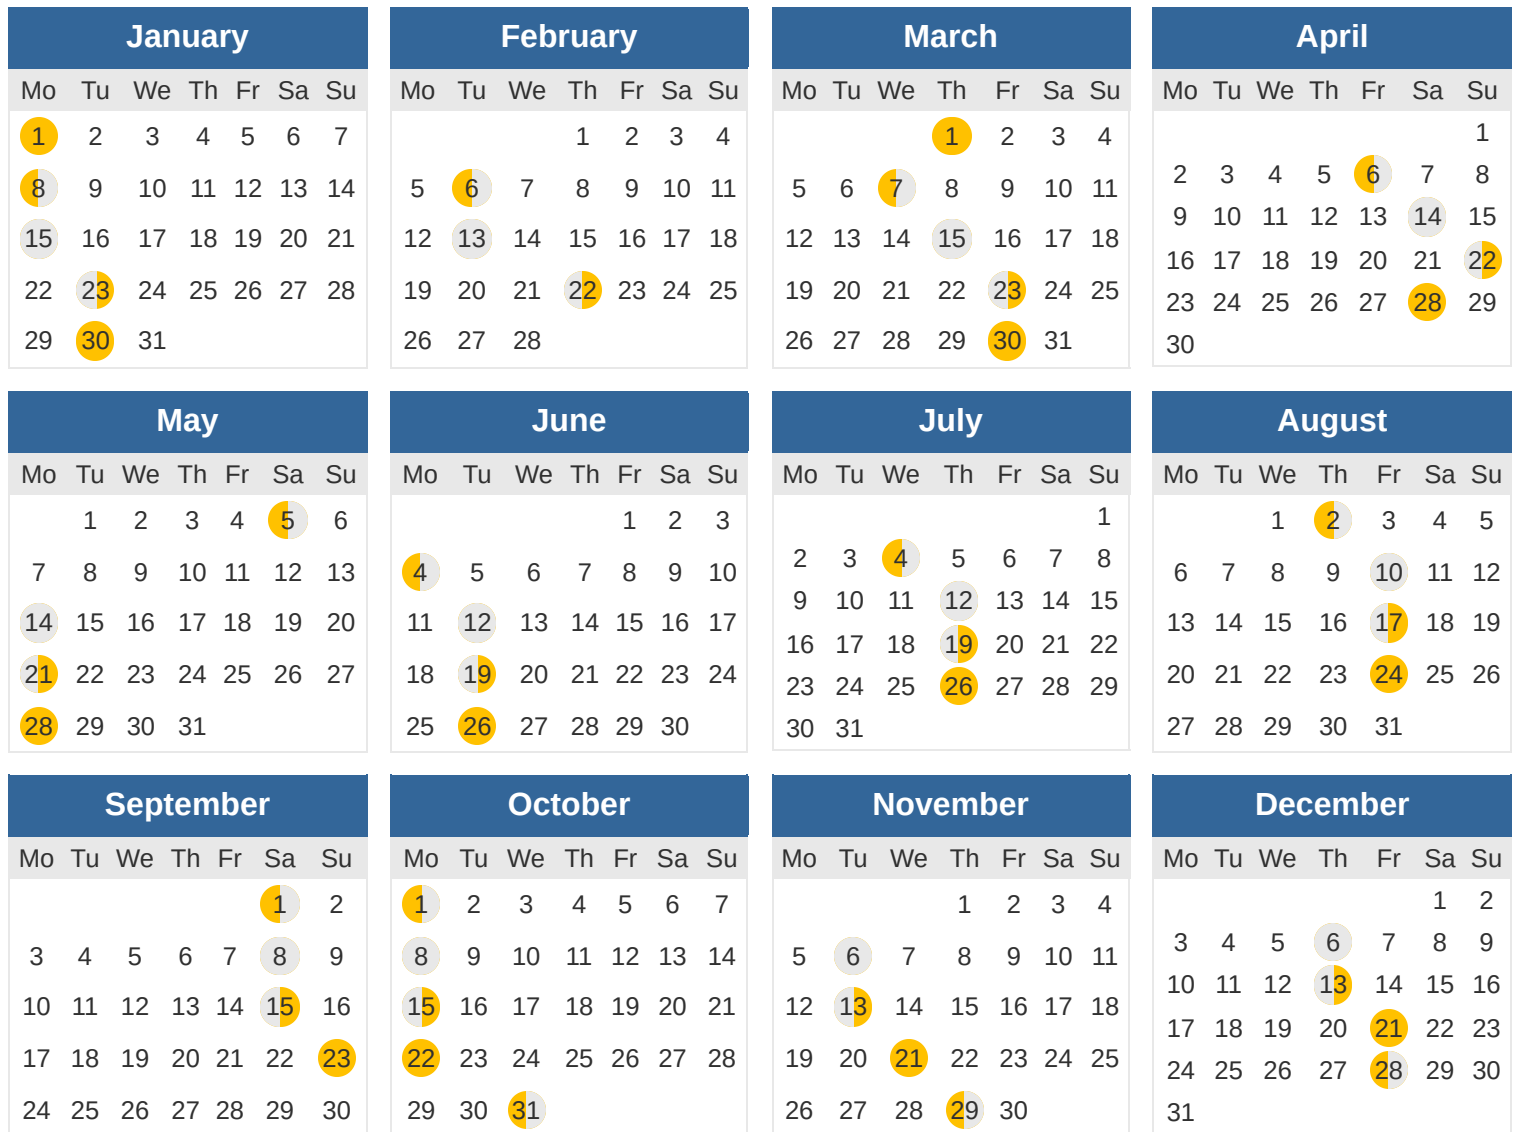 January
Mo Tu We Th Fr Sa Su
1 2 3 4 5 6 7
8 9 10 11 12 13 14
15 16 17 18 19 20 21
22 23 24 25 26 27 28
29 30 31
February
Mo Tu We Th Fr Sa Su
1 2 3 4
5 6 7 8 9 10 11
12 13 14 15 16 17 18
19 20 21 22 23 24 25
26 27 28
March
Mo Tu We Th Fr Sa Su
1 2 3 4
5 6 7 8 9 10 11
12 13 14 15 16 17 18
19 20 21 22 23 24 25
26 27 28 29 30 31
April
Mo Tu We Th Fr Sa Su
1
2 3 4 5 6 7 8
9 10 11 12 13 14 15
16 17 18 19 20 21 22
23 24 25 26 27 28 29
30
May
Mo Tu We Th Fr Sa Su
1 2 3 4 5 6
7 8 9 10 11 12 13
14 15 16 17 18 19 20
21 22 23 24 25 26 27
28 29 30 31
June
Mo Tu We Th Fr Sa Su
1 2 3
4 5 6 7 8 9 10
11 12 13 14 15 16 17
18 19 20 21 22 23 24
25 26 27 28 29 30
July
Mo Tu We Th Fr Sa Su
1
2 3 4 5 6 7 8
9 10 11 12 13 14 15
16 17 18 19 20 21 22
23 24 25 26 27 28 29
30 31
August
Mo Tu We Th Fr Sa Su
1 2 3 4 5
6 7 8 9 10 11 12
13 14 15 16 17 18 19
20 21 22 23 24 25 26
27 28 29 30 31
September
Mo Tu We Th Fr Sa Su
1 2
3 4 5 6 7 8 9
10 11 12 13 14 15 16
17 18 19 20 21 22 23
24 25 26 27 28 29 30
October
Mo Tu We Th Fr Sa Su
1 2 3 4 5 6 7
8 9 10 11 12 13 14
15 16 17 18 19 20 21
22 23 24 25 26 27 28
29 30 31
November
Mo Tu We Th Fr Sa Su
1 2 3 4
5 6 7 8 9 10 11
12 13 14 15 16 17 18
19 20 21 22 23 24 25
26 27 28 29 30
December
Mo Tu We Th Fr Sa Su
1 2
3 4 5 6 7 8 9
10 11 12 13 14 15 16
17 18 19 20 21 22 23
24 25 26 27 28 29 30
31